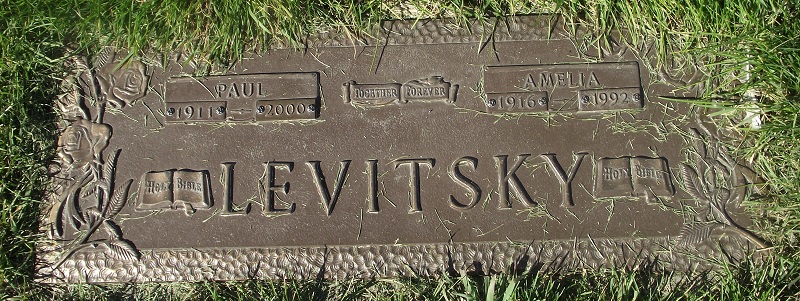 PAUL
1911 - 2000
TOGETHER FOREVER
AMELIA
1916 - 1992
HOLY BIBLE
LEVITSKY
HOLY BIBLE